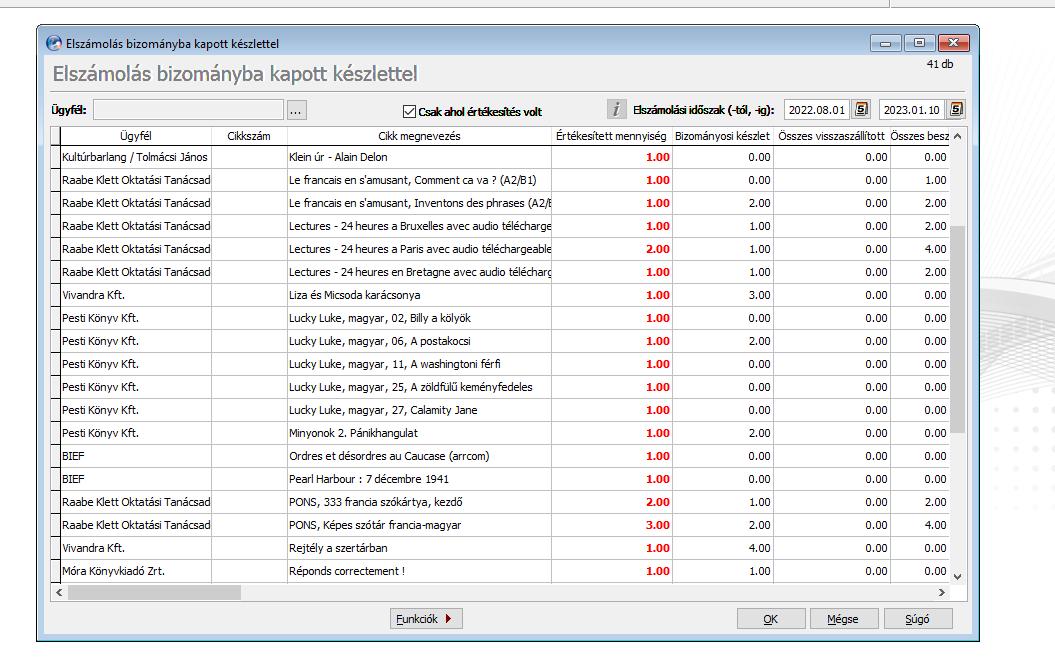 Elszámolás bizományba kapott készlettel
Elszámolás bizományba kapott készlettel
41 db
Ügyfél: ... Csak ahol értékesítés volt i Elszámolási időszak (-tól, -ig): 2022.08.01 5 2023.01.10 5
Ügyfél Cikkszám Cikk megnevezés Értékesített mennyiség Bizományosi készlet Összes visszaszállított Összes besz
Kultúrbarlang / Tolmácsi János Klein úr - Alain Delon 1.00 0.00 0.00 0.00
Raabe Klett Oktatási Tanácsad Le francais en s'amusant, Comment ca va ? (A2/B1) 1.00 0.00 0.00 1.00
Raabe Klett Oktatási Tanácsad Le francais en s'amusant, Inventons des phrases (A2/ 1.00 2.00 0.00 2.00
Raabe Klett Oktatási Tanácsad Lectures - 24 heures a Bruxelles avec audio télécharge 1.00 1.00 0.00 2.00
Raabe Klett Oktatási Tanácsad Lectures - 24 heures a Paris avec audio téléchargeable 2.00 1.00 0.00 4.00
Raabe Klett Oktatási Tanácsad Lectures - 24 heures en Bretagne avec audio télécharg 1.00 1.00 0.00 2.00
Vivandra Kft. Liza és Micsoda karácsonya 1.00 3.00 0.00 0.00
Pesti Könyv Kft. Lucky Luke, magyar, 02, Billy a kölyök 1.00 0.00 0.00 0.00
Pesti Könyv Kft. Lucky Luke, magyar, 06, A postakocsi 1.00 2.00 0.00 0.00
Pesti Könyv Kft. Lucky Luke, magyar, 11, A washingtoni férfi 1.00 0.00 0.00 0.00
Pesti Könyv Kft. Lucky Luke, magyar, 25, A zöldfülű keményfedeles 1.00 0.00 0.00 0.00
Pesti Könyv Kft. Lucky Luke, magyar, 27, Calamity Jane 1.00 0.00 0.00 0.00
Pesti Könyv Kft. Minyonok 2. Pánikhangulat 1.00 2.00 0.00 0.00
BIEF Ordres et désordres au Caucase (arrcom) 1.00 0.00 0.00 0.00
BIEF Pearl Harbour : 7 décembre 1941 1.00 0.00 0.00 0.00
Raabe Klett Oktatási Tanácsad PONS, 333 francia szókártya, kezdő 2.00 1.00 0.00 2.00
Raabe Klett Oktatási Tanácsad PONS, Képes szótár francia-magyar 3.00 2.00 0.00 4.00
Vivandra Kft. Rejtély a szertárban 1.00 4.00 0.00 0.00
Móra Könyvkiadó Zrt. Réponds correctement ! 1.00 1.00 0.00 0.00
Funkciók OK Mégse Súgó